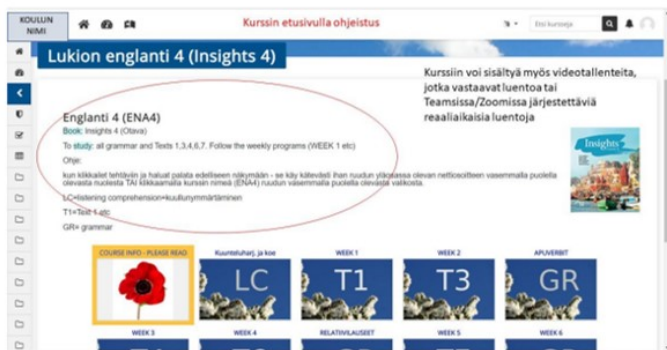 KOULUN
NIMI
Kurssin etusivulla ohjeistus
Etsi kursseja
Lukion englanti 4 (Insights 4)
Kurssiin voi sisältyä myös videotallenteita,
jotka vastaavat luentoa tai
Teamsissa/Zoomissa järjestettäviä
reaaliaikaisia luentoja
Englanti 4 (ENA4)
Book: Insights 4 (Otava)
To study: all grammar and Texts 1,3,4,6,7. Follow the weekly programs (WEEK 1 etc)
Ohje:
kun klikkailet tehtäviin ja haluat palata edelliseen näkymään - se käy kätevästi ihan ruudun yläosassa olevan nettiosoitteen vasemmalla puolella
olevasta nuolesta TAI klikkaamalla kurssin nimeä (ENA4) ruudun vasemmalla puolella olevasta valikosta.
LC=listening comprehension=kuullunymmärtäminen
T1=Text 1 etc
GR= grammar
Insights
COURSE INFO - PLEASE READ
Kuunteluharj. ja koe
WEEK 1
WEEK 2
APUVERBIT
LC
T1
T3
GR
WEEK 3
WEEK 4
RELATIIVILAUSEET
WEEK 5
WEEK 6